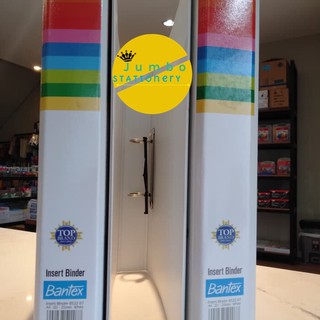 Jumbo
STATIONERY
TOP
BRAND
Insert Binder
Bantex
TOP
BRAND
Insert Binder
Bantex